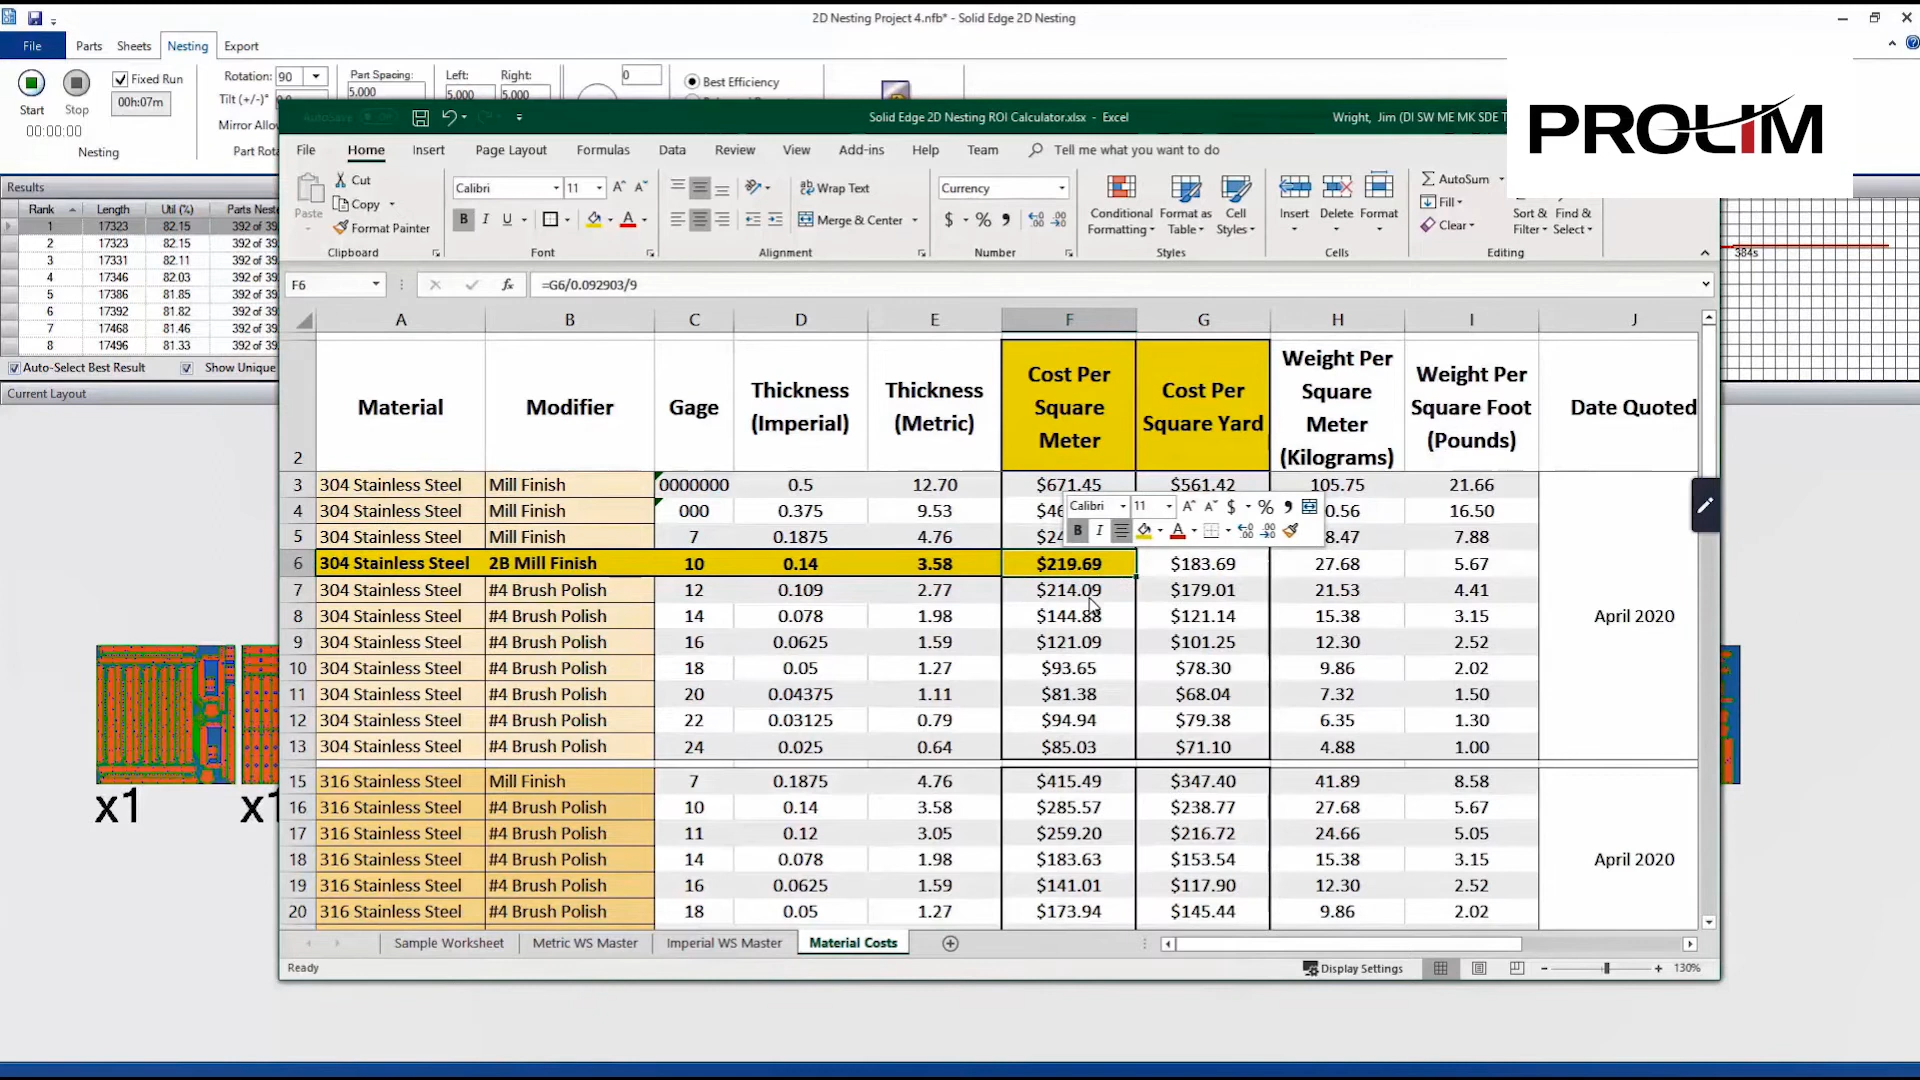 2D Nesting Project 4.nfb* - Solid Edge 2D Nesting
File Parts Sheets Nesting Export
Start Stop Fixed Run 00h:07m 00:00:00
Rotation: 90
Tilt (+/-)°
Mirror Allow
Part Spacing: 5.000
Left: 5.000 Right: 5.000
0
Best Efficiency
Nesting
PROLIM
Results
Rank Length Util (%) Parts Neste
1 17323 82.15 392 of 39
2 17323 82.15 392 of 39
3 17331 82.11 392 of 39
4 17346 82.03 392 of 39
5 17386 81.85 392 of 39
6 17392 81.82 392 of 39
7 17468 81.46 392 of 39
8 17496 81.33 392 of 39
Auto-Select Best Result Show Unique
Current Layout
x1 x1
384s
AutoSave Solid Edge 2D Nesting ROI Calculator.xlsx - Excel Wright, Jim (DI SW ME MK SDE T
File Home Insert Page Layout Formulas Data Review View Add-ins Help Team Tell me what you want to do
Paste Cut Copy Format Painter Clipboard
Calibri 11 B I U Font
Wrap Text Merge & Center Alignment
Currency $ % Number
Conditional Formatting Format as Table Cell Styles Styles
Insert Delete Format Cells
AutoSum Fill Clear Sort & Filter Find & Select Editing
F6 fx =G6/0.092903/9
A B C D E F G H I J
2 Material Modifier Gage Thickness (Imperial) Thickness (Metric) Cost Per Square Meter Cost Per Square Yard Weight Per Square Meter (Kilograms) Weight Per Square Foot (Pounds) Date Quoted
3 304 Stainless Steel Mill Finish 0000000 0.5 12.70 $671.45 $561.42 105.75 21.66
4 304 Stainless Steel Mill Finish 000 0.375 9.53 $46 0.56 16.50
5 304 Stainless Steel Mill Finish 7 0.1875 4.76 $24 8.47 7.88
Calibri 11 $ %
B I A
6 304 Stainless Steel 2B Mill Finish 10 0.14 3.58 $219.69 $183.69 27.68 5.67
7 304 Stainless Steel #4 Brush Polish 12 0.109 2.77 $214.09 $179.01 21.53 4.41
8 304 Stainless Steel #4 Brush Polish 14 0.078 1.98 $144.88 $121.14 15.38 3.15 April 2020
9 304 Stainless Steel #4 Brush Polish 16 0.0625 1.59 $121.09 $101.25 12.30 2.52
10 304 Stainless Steel #4 Brush Polish 18 0.05 1.27 $93.65 $78.30 9.86 2.02
11 304 Stainless Steel #4 Brush Polish 20 0.04375 1.11 $81.38 $68.04 7.32 1.50
12 304 Stainless Steel #4 Brush Polish 22 0.03125 0.79 $94.94 $79.38 6.35 1.30
13 304 Stainless Steel #4 Brush Polish 24 0.025 0.64 $85.03 $71.10 4.88 1.00
15 316 Stainless Steel Mill Finish 7 0.1875 4.76 $415.49 $347.40 41.89 8.58
16 316 Stainless Steel #4 Brush Polish 10 0.14 3.58 $285.57 $238.77 27.68 5.67
17 316 Stainless Steel #4 Brush Polish 11 0.12 3.05 $259.20 $216.72 24.66 5.05
18 316 Stainless Steel #4 Brush Polish 14 0.078 1.98 $183.63 $153.54 15.38 3.15 April 2020
19 316 Stainless Steel #4 Brush Polish 16 0.0625 1.59 $141.01 $117.90 12.30 2.52
20 316 Stainless Steel #4 Brush Polish 18 0.05 1.27 $173.94 $145.44 9.86 2.02
Sample Worksheet Metric WS Master Imperial WS Master Material Costs
Ready Display Settings 130%